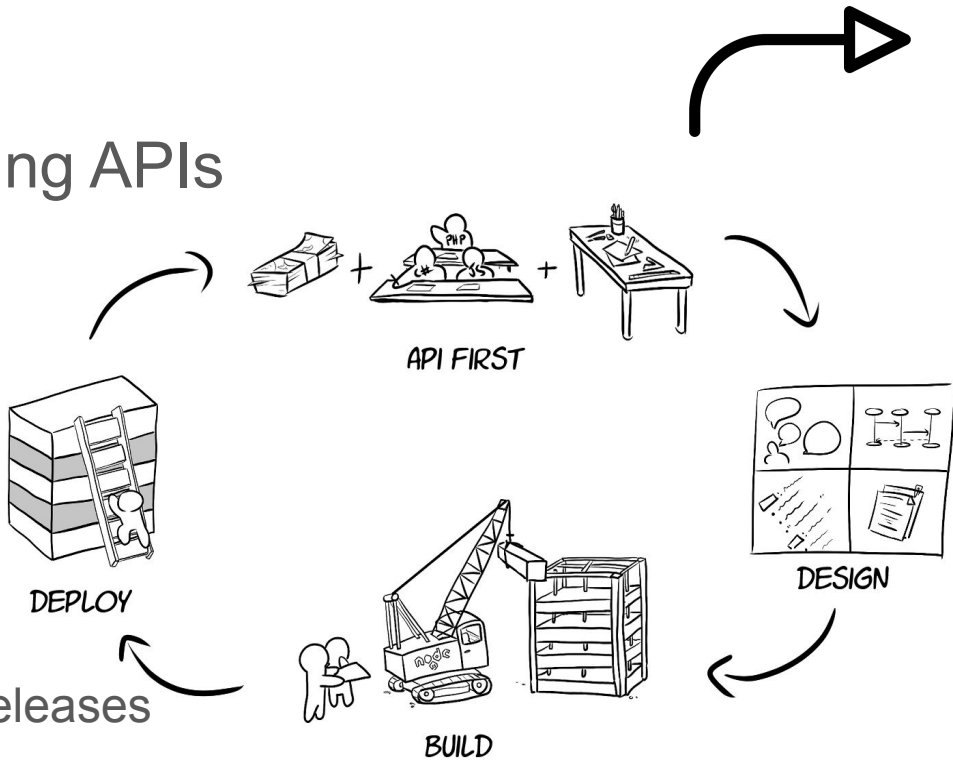 ng APIs
PHP
C# JS
API FIRST
DESIGN
DEPLOY
node
eleases
BUILD